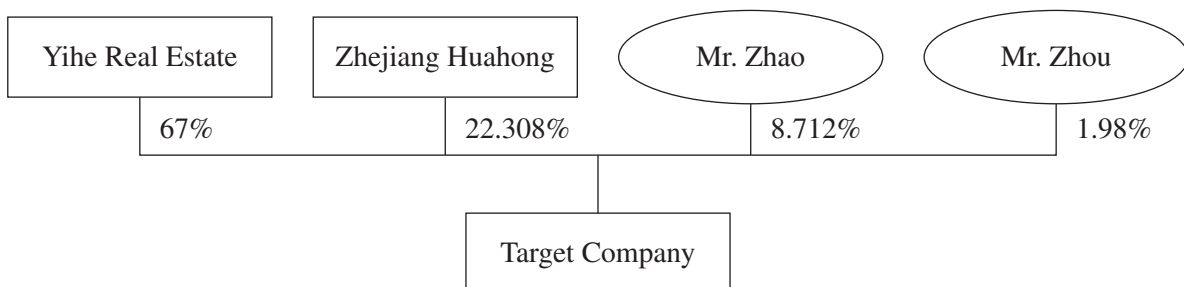 Yihe Real Estate
Zhejiang Huahong
Mr. Zhao
Mr. Zhou
67%
22.308%
8.712%
1.98%
Target Company